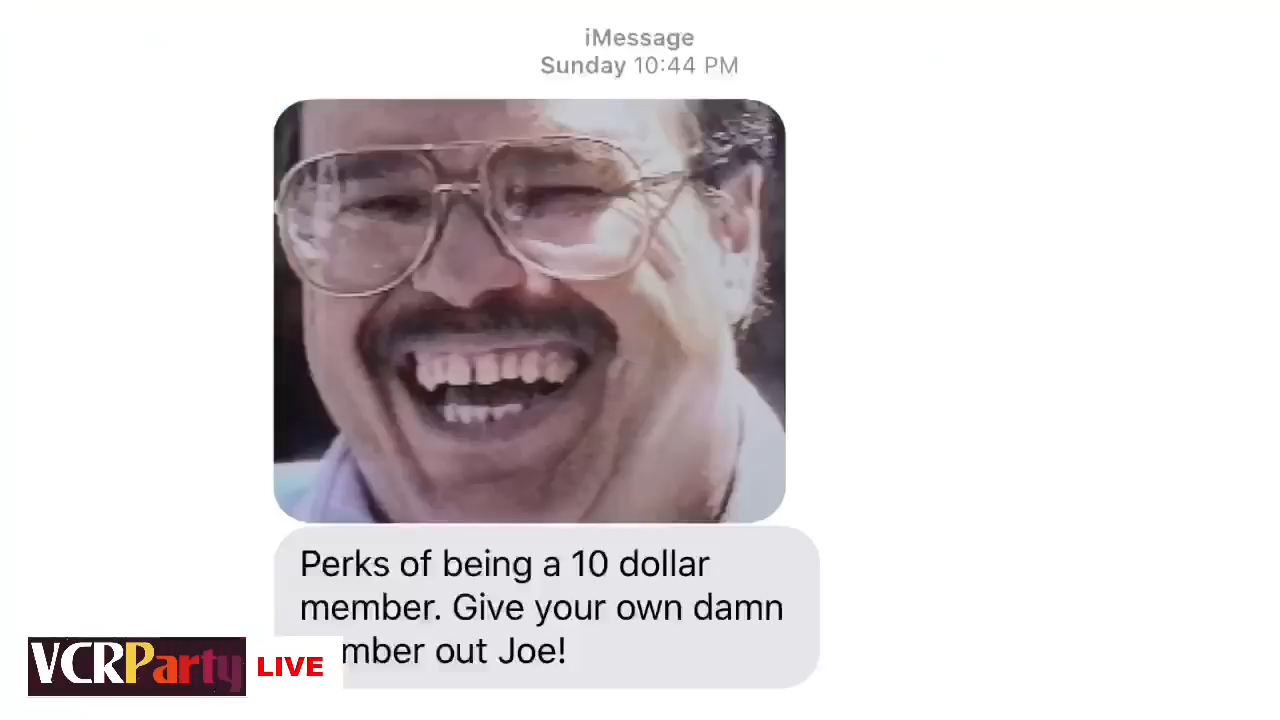 iMessage
Sunday 10:44 PM
Perks of being a 10 dollar
member. Give your own damn
mber out Joe!
VCRParty LIVE